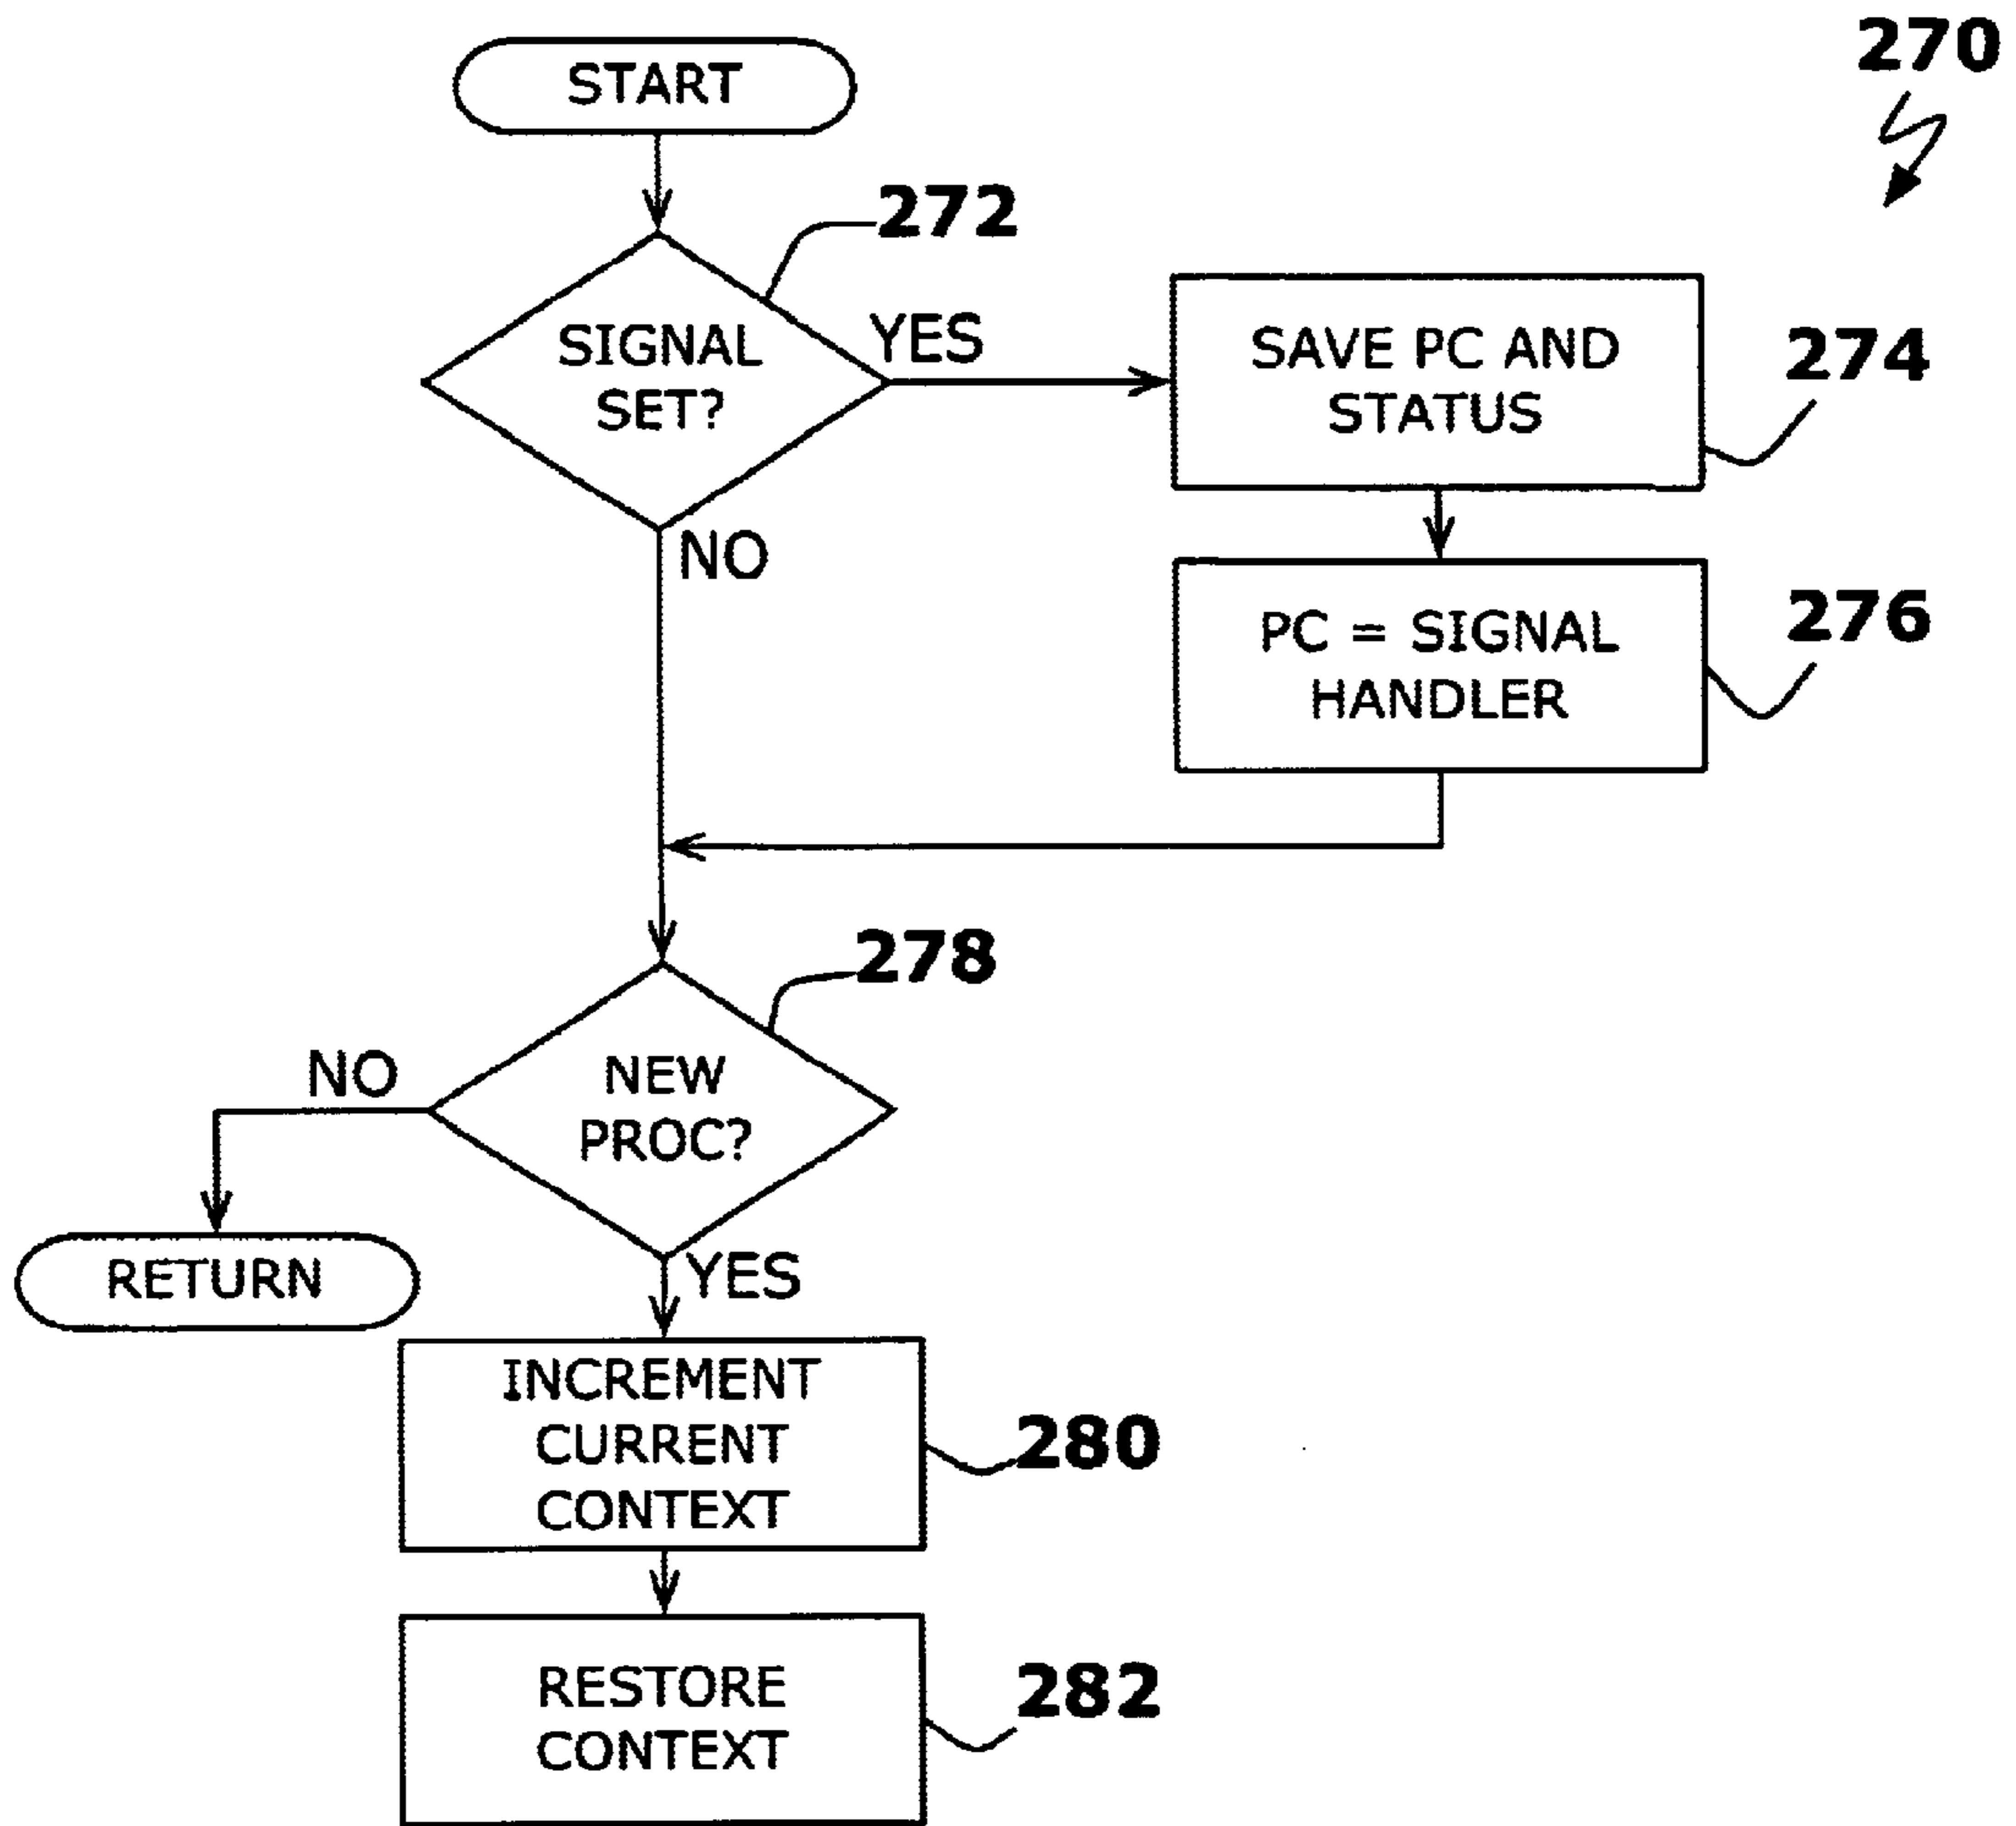 START
270
272
SIGNAL
SET?
YES
NO
SAVE PC AND
STATUS
274
PC = SIGNAL
HANDLER
276
278
NEW
PROC?
NO
YES
RETURN
INCREMENT
CURRENT
CONTEXT
280
RESTORE
CONTEXT
282